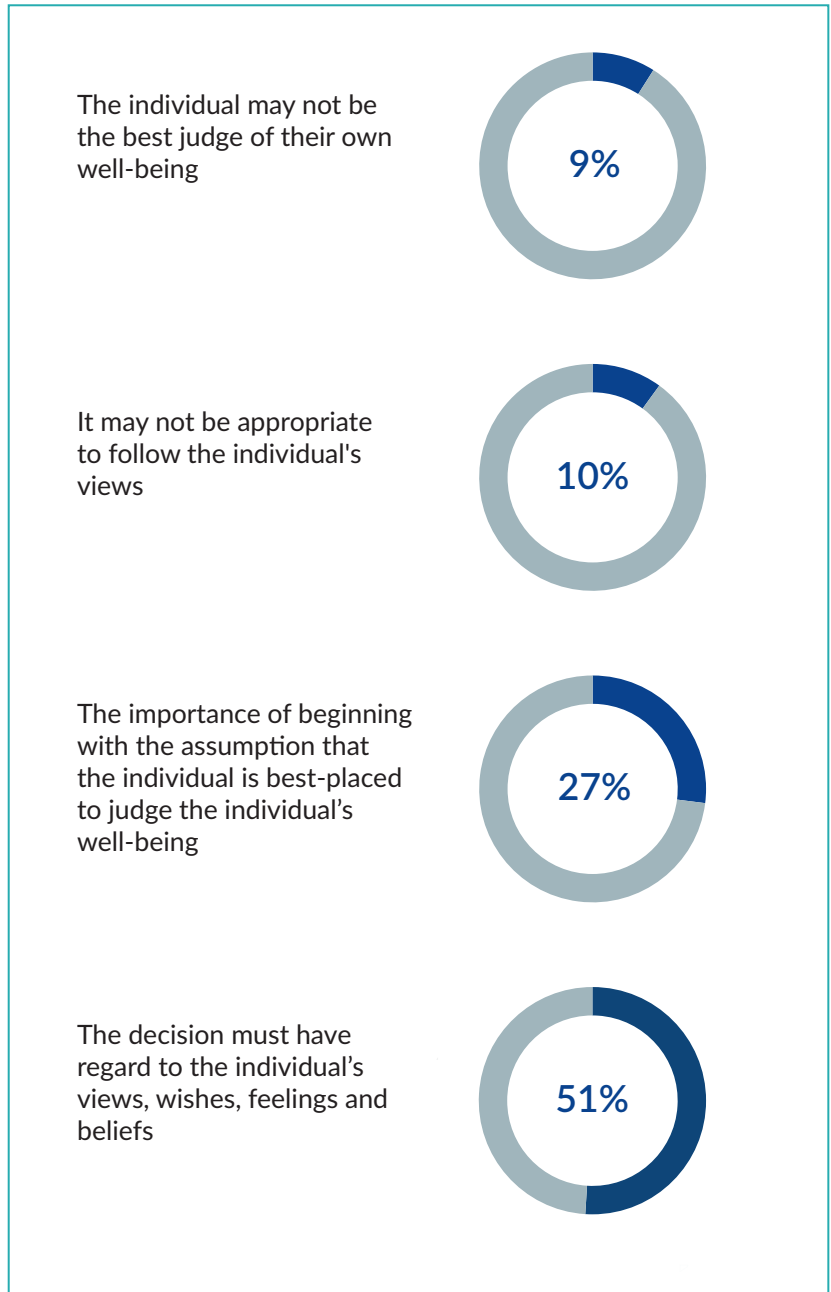 The individual may not be
the best judge of their own
well-being
9%
It may not be appropriate
to follow the individual's
views
10%
The importance of beginning
with the assumption that
the individual is best-placed
to judge the individual’s
well-being
27%
The decision must have
regard to the individual’s
views, wishes, feelings and
beliefs
51%